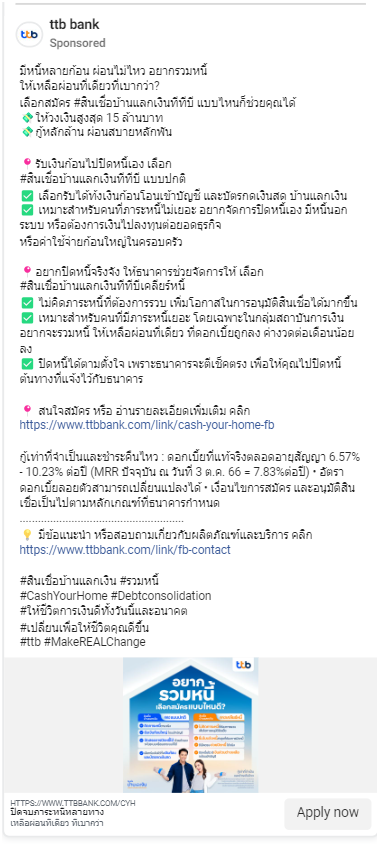 ttb bank
ttb
Sponsored
มีหนี้หลายก้อน ผ่อนไม่ไหว อยากรวมหนี้
ให้เหลือผ่อนที่เดียวที่เบากว่า?
เลือกสมัคร #สินเชื่อบ้านแลกเงินทีทีบี แบบไหนก็ช่วยคุณได้
💸 ให้วงเงินสูงสุด 15 ล้านบาท
💸 กู้หลักล้าน ผ่อนสบายหลักพัน
📍 รับเงินก้อนไปปิดหนี้เอง เลือก
#สินเชื่อบ้านแลกเงินทีทีบี แบบปกติ
✅ เลือกรับได้ทั้งเงินก้อนโอนเข้าบัญชี และบัตรกดเงินสด บ้านแลกเงิน
✅ เหมาะสำหรับคนที่ภาระหนี้ไม่เยอะ อยากจัดการปิดหนี้เอง มีหนี้นอก
ระบบ หรือต้องการเงินไปลงทุนต่อยอดธุรกิจ
หรือค่าใช้จ่ายก้อนใหญ่ในครอบครัว
📍 อยากปิดหนี้จริงจัง ให้ธนาคารช่วยจัดการให้ เลือก
#สินเชื่อบ้านแลกเงินทีทีบีเคลียร์หนี้
✅ ไม่คิดภาระหนี้ที่ต้องการรวบ เพิ่มโอกาสในการอนุมัติสินเชื่อได้มากขึ้น
✅ เหมาะสำหรับคนที่มีภาระหนี้เยอะ โดยเฉพาะในกลุ่มสถาบันการเงิน
อยากจะรวมหนี้ ให้เหลือผ่อนที่เดียว ที่ดอกเบี้ยถูกลง ค่างวดต่อเดือนน้อย
ลง
✅ ปิดหนี้ได้ตามตั้งใจ เพราะธนาคารจะตีเช็คตรง เพื่อให้คุณไปปิดหนี้
ต้นทางที่แจ้งไว้กับธนาคาร
📍 สนใจสมัคร หรือ อ่านรายละเอียดเพิ่มเติม คลิก
https://www.ttbbank.com/link/cash-your-home-fb
กู้เท่าที่จำเป็นและชำระคืนไหว : ดอกเบี้ยที่แท้จริงตลอดอายุสัญญา 6.57%
- 10.23% ต่อปี (MRR ปัจจุบัน ณ วันที่ 3 ต.ค. 66 = 7.83%ต่อปี) • อัตรา
ดอกเบี้ยลอยตัวสามารถเปลี่ยนแปลงได้ • เงื่อนไขการสมัคร และอนุมัติสิน
เชื่อเป็นไปตามหลักเกณฑ์ที่ธนาคารกำหนด
......................................................
💡 มีข้อแนะนำ หรือสอบถามเกี่ยวกับผลิตภัณฑ์และบริการ คลิก
https://www.ttbbank.com/link/fb-contact
#สินเชื่อบ้านแลกเงิน #รวมหนี้
#CashYourHome #Debtconsolidation
#ให้ชีวิตการเงินดีทั้งวันนี้และอนาคต
#เปลี่ยนเพื่อให้ชีวิตคุณดีขึ้น
#ttb #MakeREALChange
ttb
อยาก
รวมหนี้
เลือกสมัครแบบไหนดี?
HTTPS://WWW.TTBBANK.COM/CYH
ปิดจบภาระหนี้หลายทาง
เหลือผ่อนที่เดียว ที่เบากว่า
Apply now